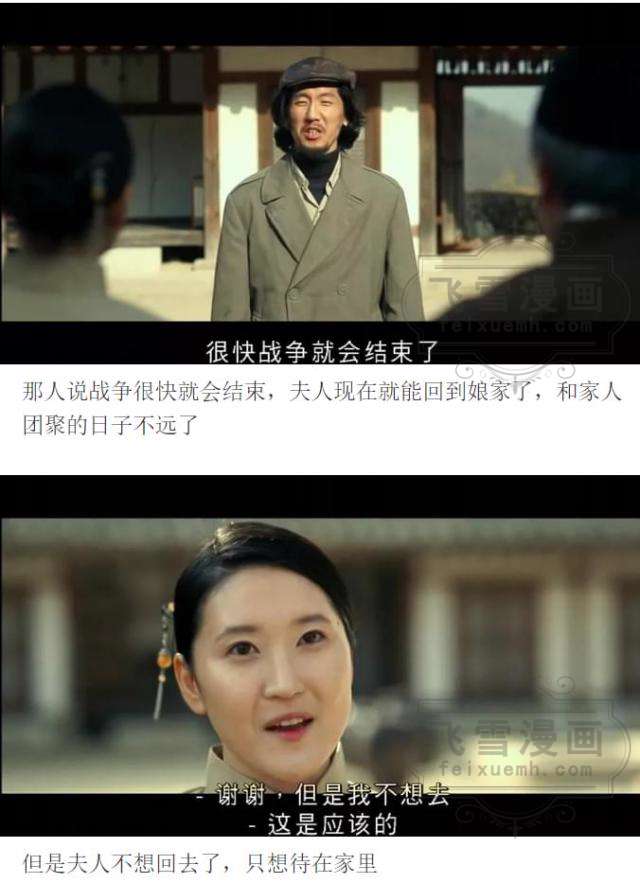 飞雪漫画
feixuemh.com
很快战争就会结束了
那人说战争很快就会结束，夫人现在就能回到娘家了，和家人
团聚的日子不远了
飞雪漫画
feixuemh.com
- 谢谢，但是我不想去
- 这是应该的
但是夫人不想回去了，只想待在家里